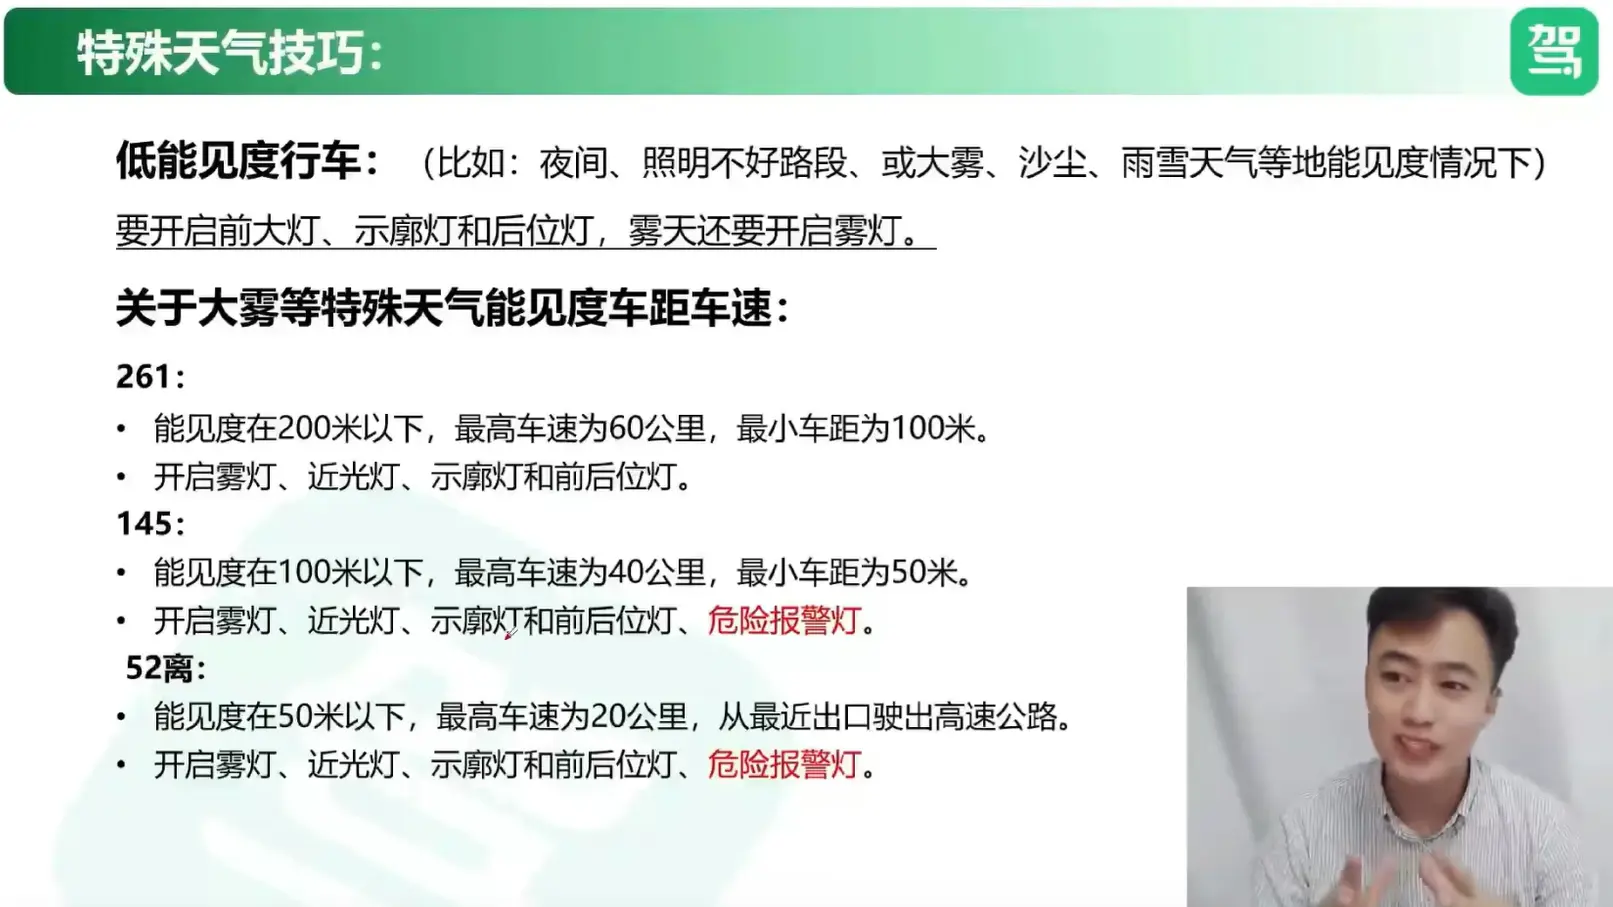 特殊天气技巧：
驾
低能见度行车：（比如：夜间、照明不好路段、或大雾、沙尘、雨雪天气等地能见度情况下）
要开启前大灯、示廓灯和后位灯，雾天还要开启雾灯。
关于大雾等特殊天气能见度车距车速：
261：
• 能见度在200米以下，最高车速为60公里，最小车距为100米。
• 开启雾灯、近光灯、示廓灯和前后位灯。
145：
• 能见度在100米以下，最高车速为40公里，最小车距为50米。
• 开启雾灯、近光灯、示廓灯和前后位灯、危险报警灯。
52离：
• 能见度在50米以下，最高车速为20公里，从最近出口驶出高速公路。
• 开启雾灯、近光灯、示廓灯和前后位灯、危险报警灯。